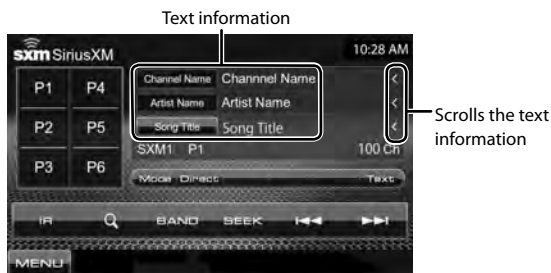 Text information
sxm SiriusXM
10:28 AM
P1 P4
P2 P5
P3 P6
Channel Name Channnel Name <
Artist Name Artist Name <
Song Title Song Title <
SXM1 P1 100 Ch
Mode Direct Text
Scrolls the text
information
IR BAND SEEK
MENU